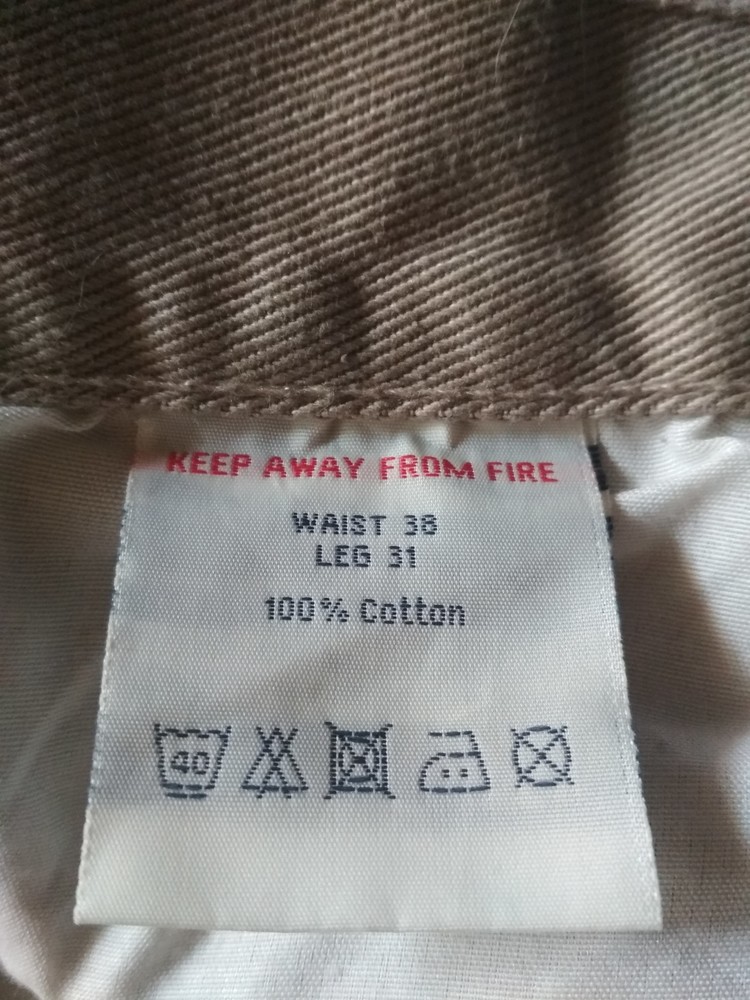 KEEP AWAY FROM FIRE
WAIST 38
LEG 31
100% Cotton
40